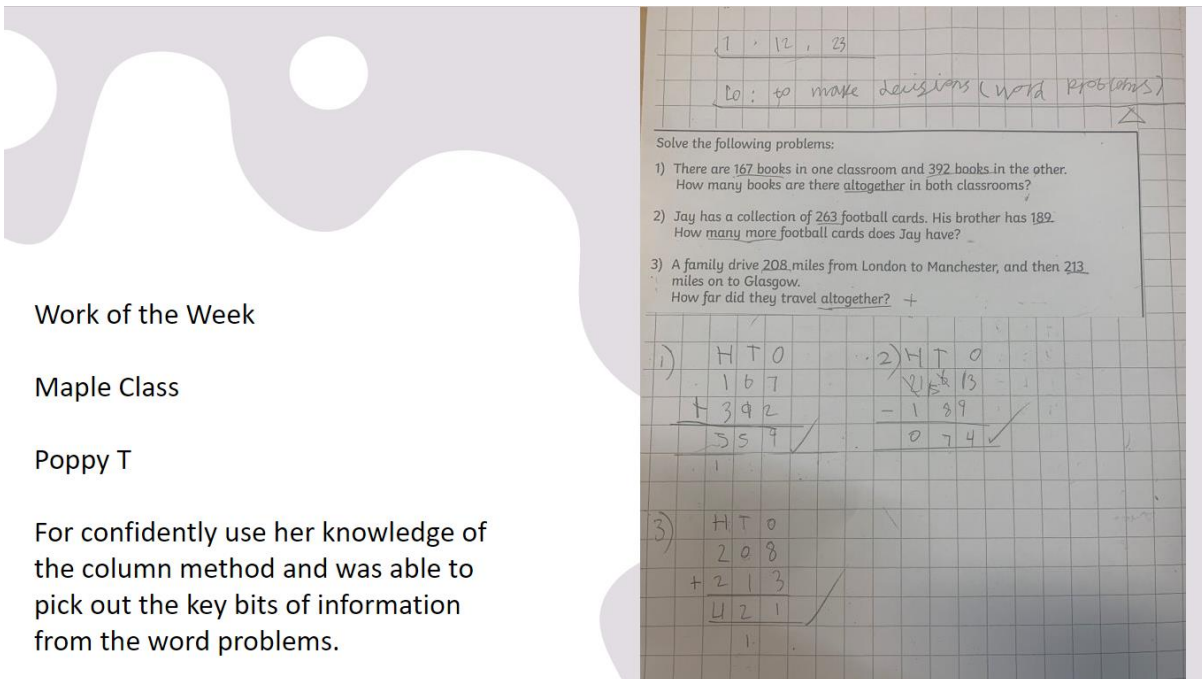 Work of the Week
Maple Class
Poppy T
For confidently use her knowledge of
the column method and was able to
pick out the key bits of information
from the word problems.
1 . 12 . 23
Lo: to make decisions (word problems)
Solve the following problems:
1) There are 167 books in one classroom and 392 books in the other.
How many books are there altogether in both classrooms?
2) Jay has a collection of 263 football cards. His brother has 189.
How many more football cards does Jay have?
3) A family drive 208 miles from London to Manchester, and then 213
miles on to Glasgow.
How far did they travel altogether? +
1) H T O
1 6 7
+ 3 9 2
5 5 9
1
2) H T O
13
- 1 8 9
0 7 4
3) H T O
2 0 8
+ 2 1 3
4 2 1
1